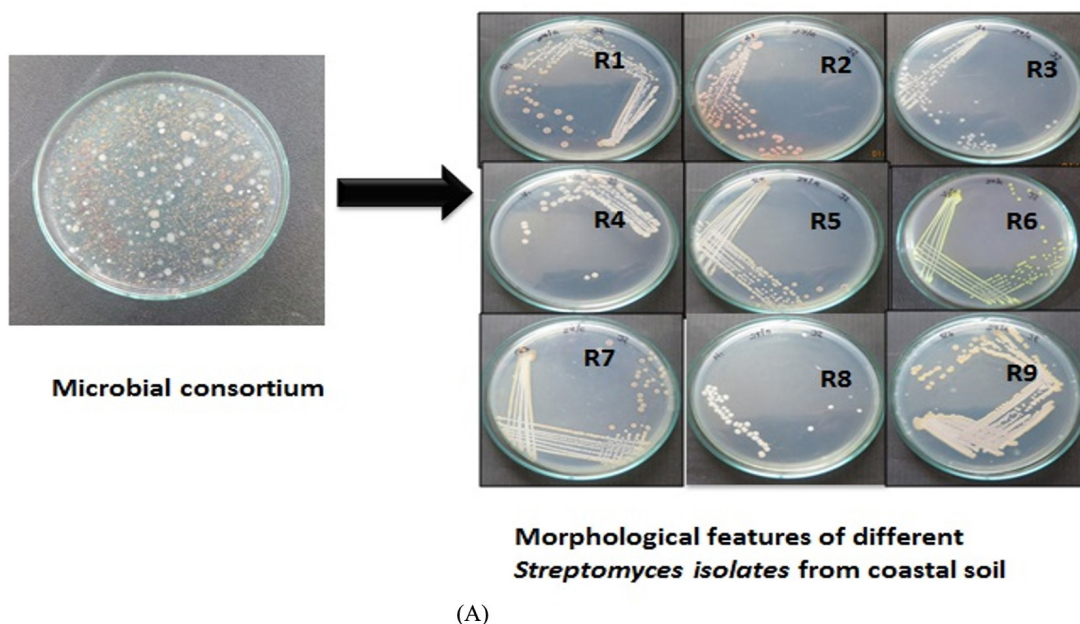 R1
R2
R3
R4
R5
R6
R7
R8
R9
Microbial consortium
Morphological features of different
Streptomyces isolates from coastal soil
(A)